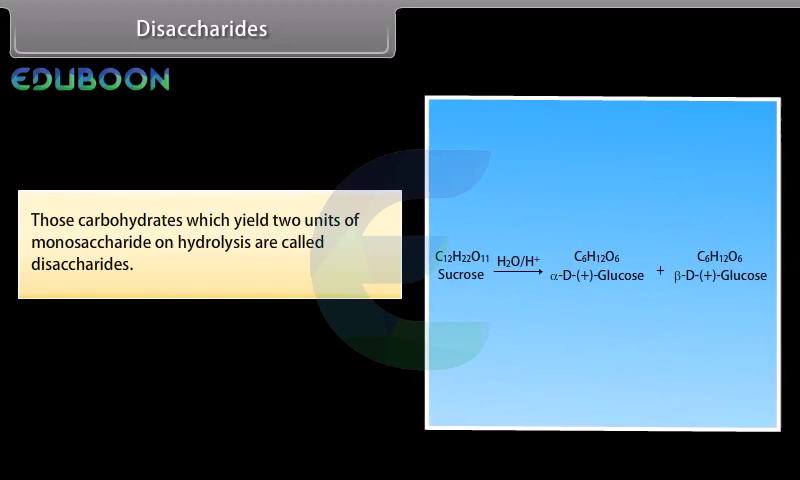 Disaccharides
EDUBOON
Those carbohydrates which yield two units of
monosaccharide on hydrolysis are called
disaccharides.
C₁₂H₂₂O₁₁ H₂O/H⁺ C₆H₁₂O₆ + C₆H₁₂O₆
Sucrose α-D-(+)-Glucose β-D-(+)-Glucose